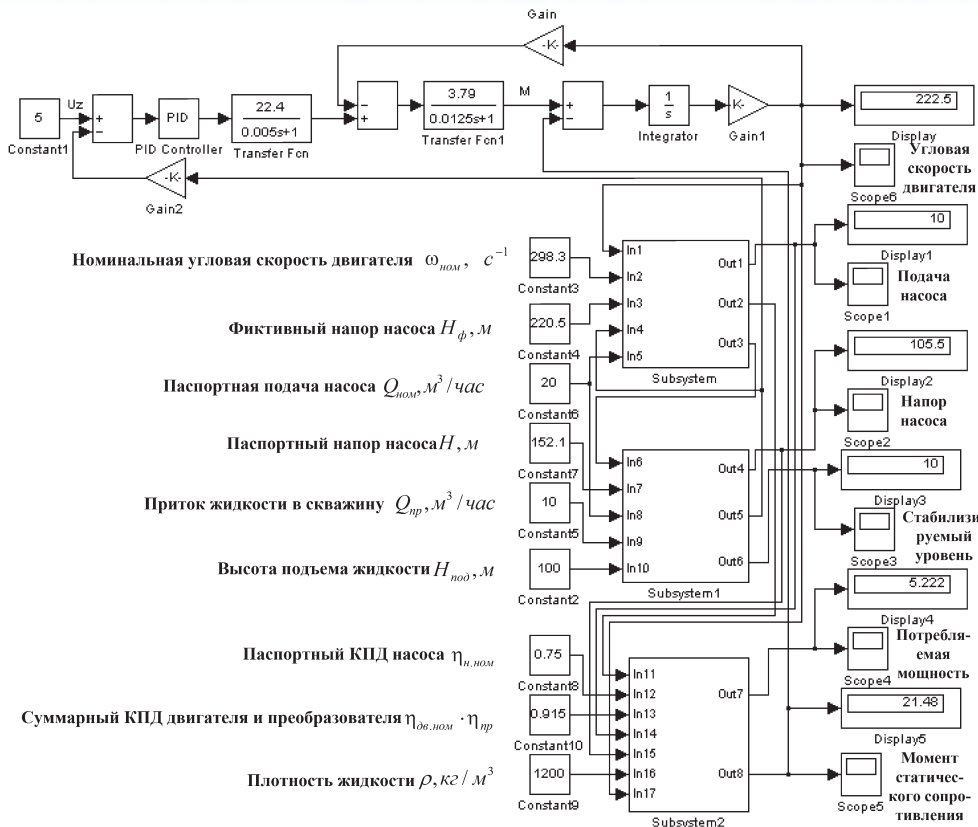 Gain
-K-
5
Constant1
Uz
+
−
PID
PID Controller
22.4
0.005s+1
Transfer Fcn
−
+
3.79
0.0125s+1
Transfer Fcn1
M
+
−
1
s
Integrator
K-
Gain1
222.5
Display
-K-
Gain2
Угловая
скорость
двигателя
Scope6
Номинальная угловая скорость двигателя ω_ном, с⁻¹
298.3
Constant3
Фиктивный напор насоса H_ф, м
220.5
Constant4
Паспортная подача насоса Q_ном, м³/час
20
Constant6
Паспортный напор насоса H, м
152.1
Constant7
Приток жидкости в скважину Q_пр, м³/час
10
Constant5
Высота подъема жидкости H_под, м
100
Constant2
Паспортный КПД насоса η_н.ном
0.75
Constant8
Суммарный КПД двигателя и преобразователя η_дв.ном · η_пр
0.915
Constant10
Плотность жидкости ρ, кг/м³
1200
Constant9
In1
In2
In3
In4
In5
Out1
Out2
Out3
Subsystem
In6
In7
In8
In9
In10
Out4
Out5
Out6
Subsystem1
In11
In12
In13
In14
In15
In16
In17
Out7
Out8
Subsystem2
10
Display1
Подача
насоса
Scope1
105.5
Display2
Напор
насоса
Scope2
10
Display3
Стабилизи
руемый
уровень
Scope3
5.222
Display4
Потребля-
емая
мощность
Scope4
21.48
Display5
Момент
статичес-
кого сопро-
тивления
Scope5